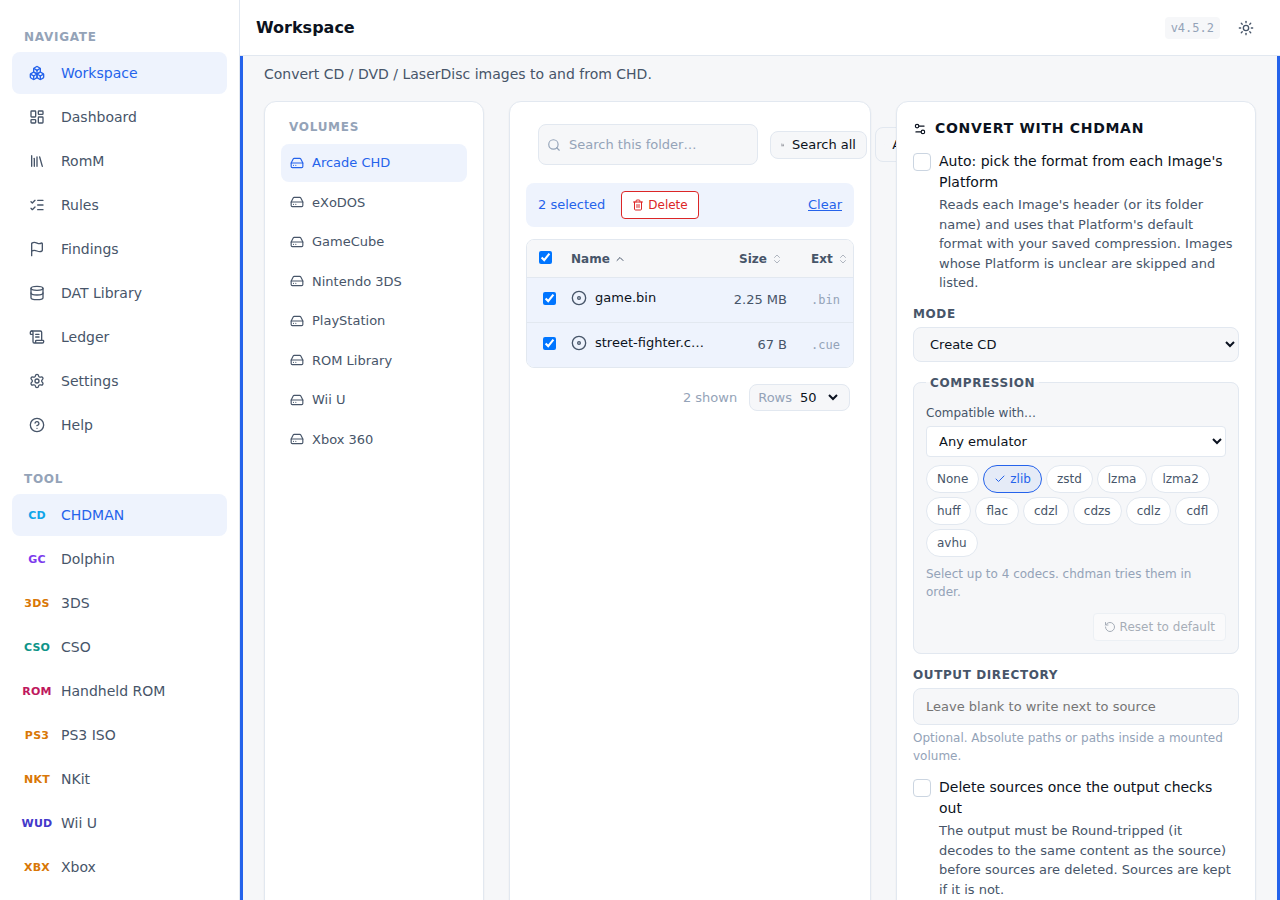 NAVIGATE
Workspace
Dashboard
RomM
Rules
Findings
DAT Library
Ledger
Settings
Help
TOOL
CD CHDMAN
GC Dolphin
3DS 3DS
CSO CSO
ROM Handheld ROM
PS3 PS3 ISO
NKT NKit
WUD Wii U
XBX Xbox
Workspace
v4.5.2
Convert CD / DVD / LaserDisc images to and from CHD.
VOLUMES
Arcade CHD
eXoDOS
GameCube
Nintendo 3DS
PlayStation
ROM Library
Wii U
Xbox 360
Search this folder…
Search all
2 selected
Delete
Clear
Name
Size
Ext
game.bin
2.25 MB
.bin
street-fighter.c…
67 B
.cue
2 shown
Rows 50
CONVERT WITH CHDMAN
Auto: pick the format from each Image's
Platform
Reads each Image's header (or its folder
name) and uses that Platform's default
format with your saved compression. Images
whose Platform is unclear are skipped and
listed.
MODE
Create CD
COMPRESSION
Compatible with…
Any emulator
None zlib zstd lzma lzma2
huff flac cdzl cdzs cdlz cdfl
avhu
Select up to 4 codecs. chdman tries them in
order.
Reset to default
OUTPUT DIRECTORY
Leave blank to write next to source
Optional. Absolute paths or paths inside a mounted
volume.
Delete sources once the output checks
out
The output must be Round-tripped (it
decodes to the same content as the source)
before sources are deleted. Sources are kept
if it is not.